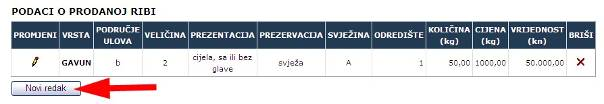 PODACI O PRODANOJ RIBI
PROMJENI VRSTA PODRUČJE ULOVA VELIČINA PREZENTACIJA PREZERVACIJA SVJEŽINA ODREDIŠTE KOLIČINA (kg) CIJENA (kg) VRIJEDNOST (kn) BRIŠI
GAVUN b 2 cijela, sa ili bez glave svježa A 1 50,00 1000,00 50.000,00
Novi redak